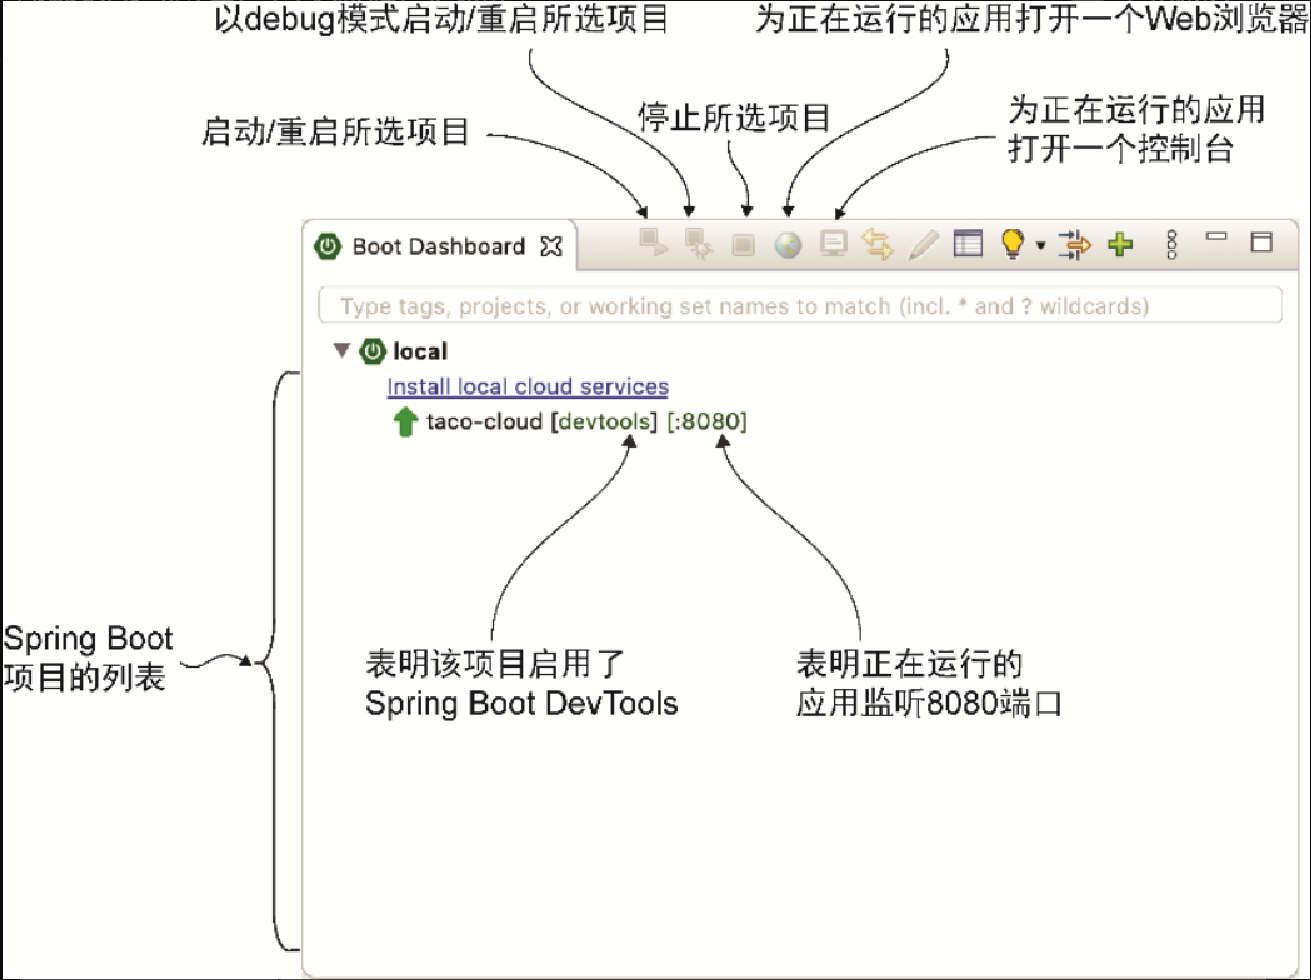 以debug模式启动/重启所选项目
为正在运行的应用打开一个Web浏览器
启动/重启所选项目
停止所选项目
为正在运行的应用
打开一个控制台
Boot Dashboard
Type tags, projects, or working set names to match (incl. * and ? wildcards)
local
Install local cloud services
taco-cloud [devtools] [:8080]
Spring Boot
项目的列表
表明该项目启用了
Spring Boot DevTools
表明正在运行的
应用监听8080端口